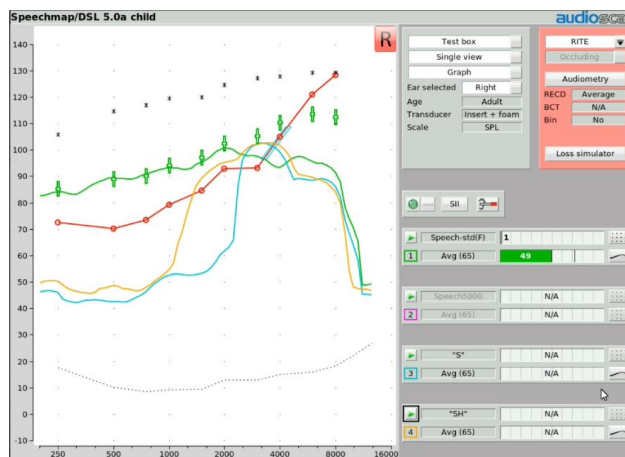 Speechmap/DSL 5.0a child
audiosca
R
140
130
120
110
100
90
80
70
60
50
40
30
20
10
0
-10
250
500
1000
2000
4000
8000
16000
Test box
Single view
Graph
Ear selected Right
Age Adult
Transducer Insert + foam
Scale SPL
RITE
Occluding
Audiometry
RECD Average
BCT N/A
Bin No
Loss simulator
SII
Speech-std(F) 1
1 Avg (65) 49
Speech5000 N/A
2 Avg (65) N/A
"S" N/A
3 Avg (65) N/A
"SH" N/A
4 Avg (65) N/A